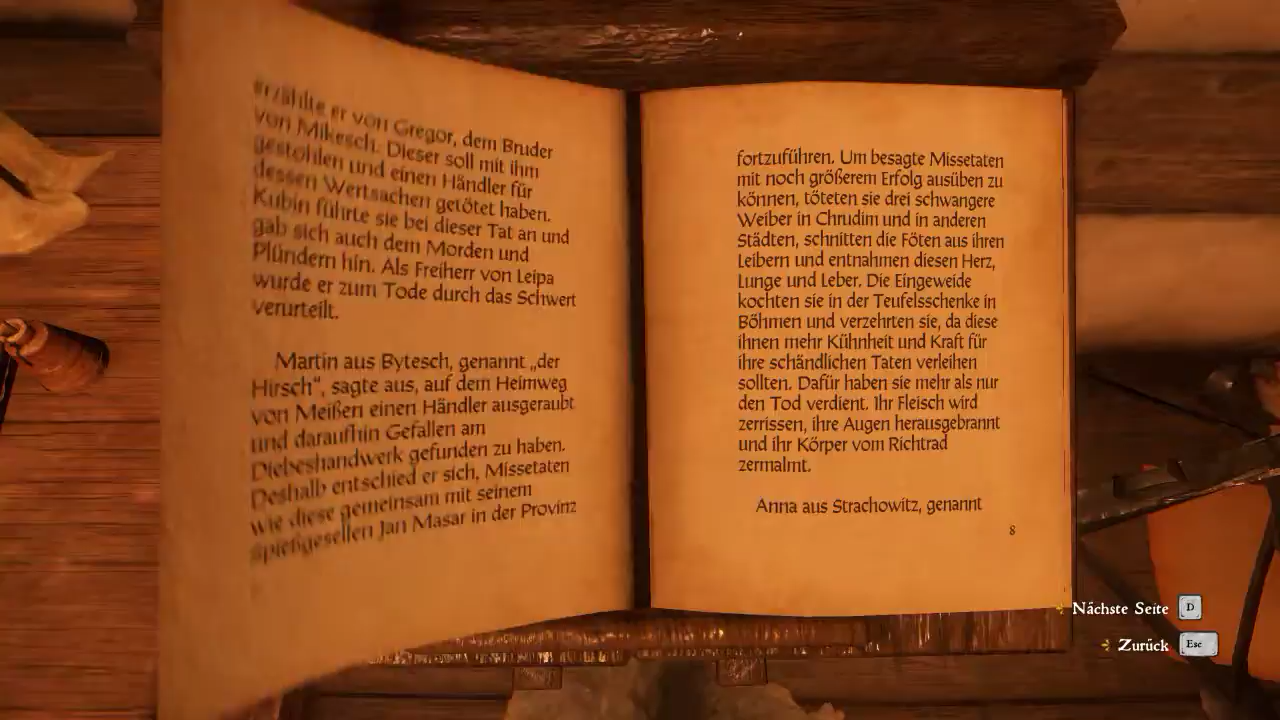 erzählte er von Gregor, dem Bruder
von Mikesch. Dieser soll mit ihm
gestohlen und einen Händler für
dessen Wertsachen getötet haben.
Kubin führte sie bei dieser Tat an und
gab sich auch dem Morden und
Plündern hin. Als Freiherr von Leipa
wurde er zum Tode durch das Schwert
verurteilt.
Martin aus Bytesch, genannt „der
Hirsch“, sagte aus, auf dem Heimweg
von Meißen einen Händler ausgeraubt
und daraufhin Gefallen am
Diebeshandwerk gefunden zu haben.
Deshalb entschied er sich, Missetaten
wie diese gemeinsam mit seinem
Spießgesellen Jan Masar in der Provinz
fortzuführen. Um besagte Missetaten
mit noch größerem Erfolg ausüben zu
können, töteten sie drei schwangere
Weiber in Chrudim und in anderen
Städten, schnitten die Föten aus ihren
Leibern und entnahmen diesen Herz,
Lunge und Leber. Die Eingeweide
kochten sie in der Teufelsschenke in
Böhmen und verzehrten sie, da diese
ihnen mehr Kühnheit und Kraft für
ihre schändlichen Taten verleihen
sollten. Dafür haben sie mehr als nur
den Tod verdient. Ihr Fleisch wird
zerrissen, ihre Augen herausgebrannt
und ihr Körper vom Richtrad
zermalmt.
Anna aus Strachowitz, genannt
8
Nächste Seite D
Zurück Esc